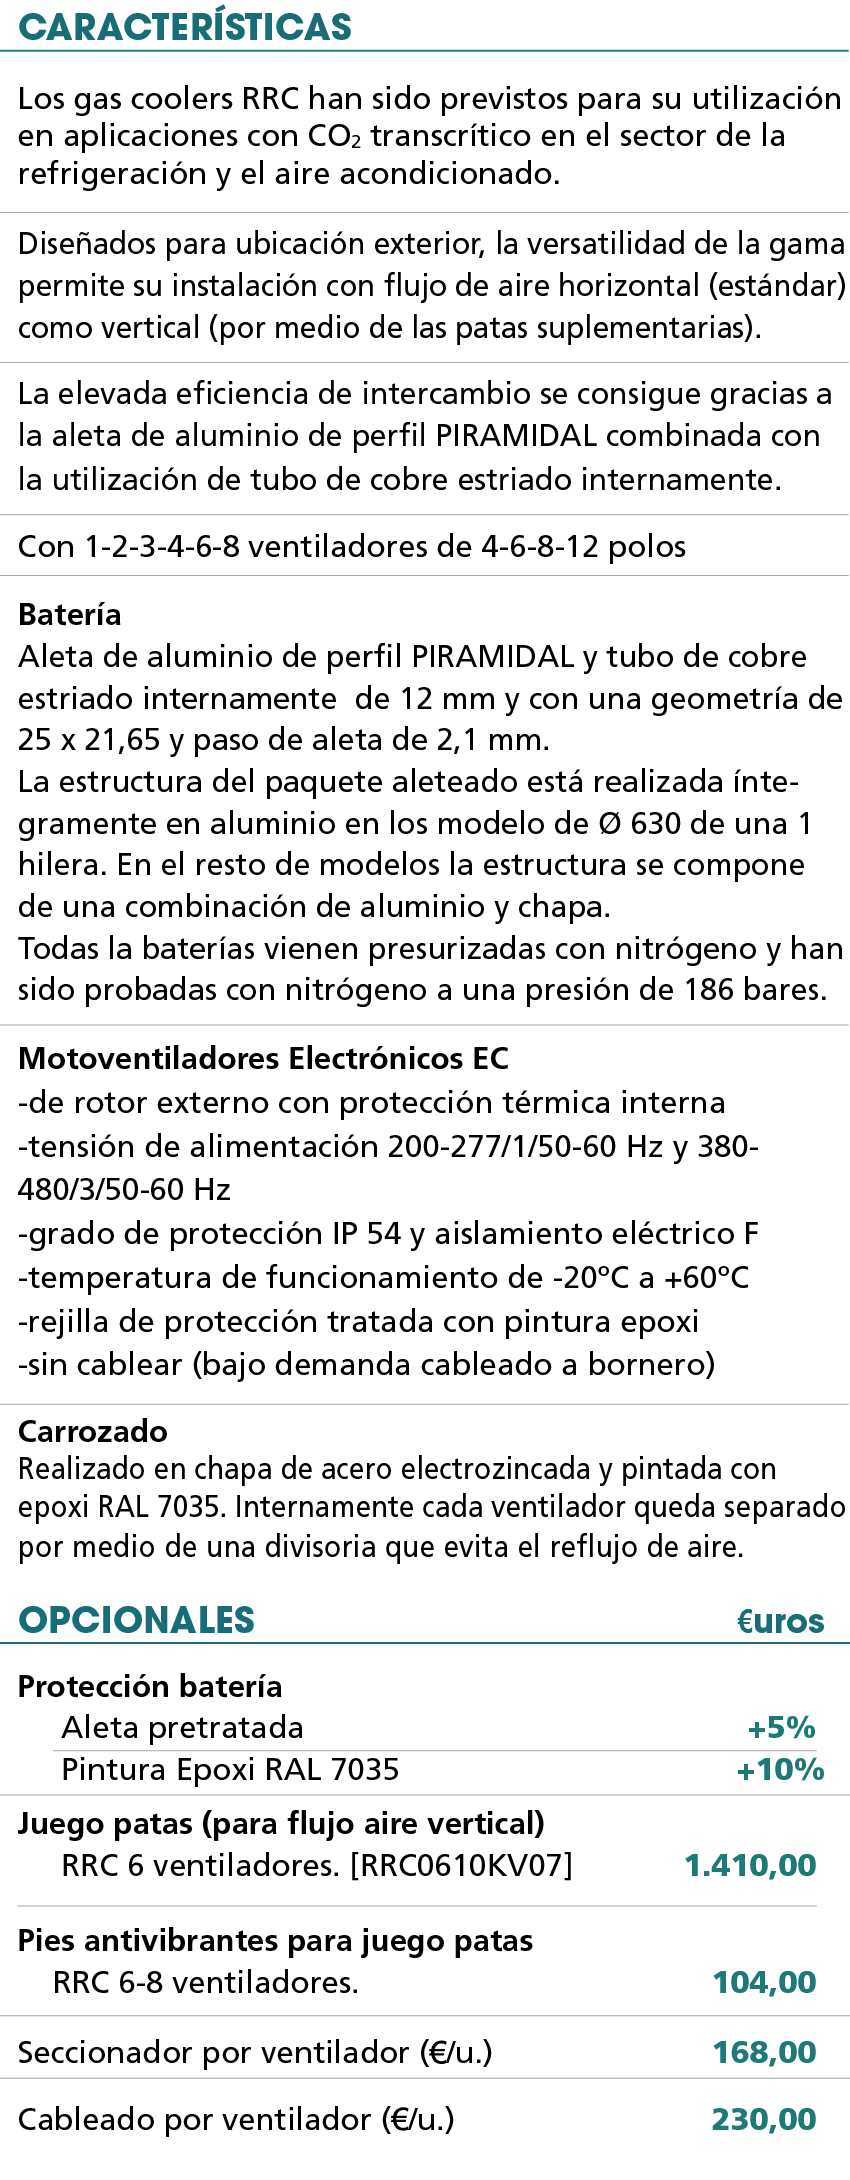 CARACTERÍSTICAS
Los gas coolers RRC han sido previstos para su utilización
en aplicaciones con CO₂ transcrítico en el sector de la
refrigeración y el aire acondicionado.
Diseñados para ubicación exterior, la versatilidad de la gama
permite su instalación con flujo de aire horizontal (estándar)
como vertical (por medio de las patas suplementarias).
La elevada eficiencia de intercambio se consigue gracias a
la aleta de aluminio de perfil PIRAMIDAL combinada con
la utilización de tubo de cobre estriado internamente.
Con 1-2-3-4-6-8 ventiladores de 4-6-8-12 polos
Batería
Aleta de aluminio de perfil PIRAMIDAL y tubo de cobre
estriado internamente  de 12 mm y con una geometría de
25 x 21,65 y paso de aleta de 2,1 mm.
La estructura del paquete aleteado está realizada ínte-
gramente en aluminio en los modelo de Ø 630 de una 1
hilera. En el resto de modelos la estructura se compone
de una combinación de aluminio y chapa.
Todas la baterías vienen presurizadas con nitrógeno y han
sido probadas con nitrógeno a una presión de 186 bares.
Motoventiladores Electrónicos EC
-de rotor externo con protección térmica interna
-tensión de alimentación 200-277/1/50-60 Hz y 380-
480/3/50-60 Hz
-grado de protección IP 54 y aislamiento eléctrico F
-temperatura de funcionamiento de -20ºC a +60ºC
-rejilla de protección tratada con pintura epoxi
-sin cablear (bajo demanda cableado a bornero)
Carrozado
Realizado en chapa de acero electrozincada y pintada con
epoxi RAL 7035. Internamente cada ventilador queda separado
por medio de una divisoria que evita el reflujo de aire.
OPCIONALES €uros
Protección batería
Aleta pretratada +5%
Pintura Epoxi RAL 7035 +10%
Juego patas (para flujo aire vertical)
RRC 6 ventiladores. [RRC0610KV07] 1.410,00
Pies antivibrantes para juego patas
RRC 6-8 ventiladores. 104,00
Seccionador por ventilador (€/u.) 168,00
Cableado por ventilador (€/u.) 230,00